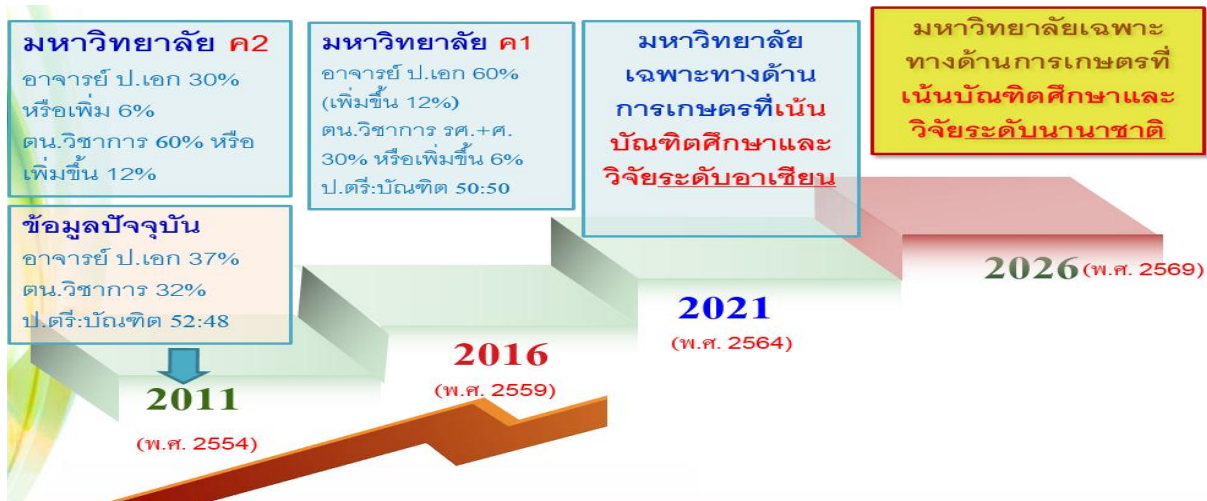 มหาวิทยาลัย ค2
อาจารย์ ป.เอก 30%
หรือเพิ่ม 6%
ตน.วิชาการ 60% หรือ
เพิ่มขึ้น 12%
ข้อมูลปัจจุบัน
อาจารย์ ป.เอก 37%
ตน.วิชาการ 32%
ป.ตรี:บัณฑิต 52:48
2011
(พ.ศ. 2554)
มหาวิทยาลัย ค1
อาจารย์ ป.เอก 60%
(เพิ่มขึ้น 12%)
ตน.วิชาการ รศ.+ศ.
30% หรือเพิ่มขึ้น 6%
ป.ตรี:บัณฑิต 50:50
2016
(พ.ศ. 2559)
มหาวิทยาลัย
เฉพาะทางด้าน
การเกษตรที่เน้น
บัณฑิตศึกษาและ
วิจัยระดับอาเซียน
2021
(พ.ศ. 2564)
มหาวิทยาลัยเฉพาะ
ทางด้านการเกษตรที่
เน้นบัณฑิตศึกษาและ
วิจัยระดับนานาชาติ
2026 (พ.ศ. 2569)